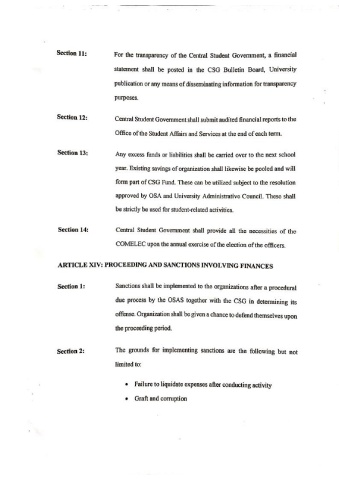 Section 11: For the transparency of the Central Student Government, a financial
statement shall be posted in the CSG Bulletin Board, University
publication or any means of disseminating information for transparency
purposes.
Section 12: Central Student Government shall submit audited financial reports to the
Office of the Student Affairs and Services at the end of each term.
Section 13: Any excess funds or liabilities shall be carried over to the next school
year. Existing savings of organization shall likewise be pooled and will
form part of CSG Fund. These can be utilized subject to the resolution
approved by OSA and University Administrative Council. These shall
be strictly be used for student-related activities.
Section 14: Central Student Government shall provide all the necessities of the
COMELEC upon the annual exercise of the election of the officers.
ARTICLE XIV: PROCEEDING AND SANCTIONS INVOLVING FINANCES
Section 1: Sanctions shall be implemented to the organizations after a procedural
due process by the OSAS together with the CSG in determining its
offense. Organization shall be given a chance to defend themselves upon
the proceeding period.
Section 2: The grounds for implementing sanctions are the following but not
limited to:
• Failure to liquidate expenses after conducting activity
• Graft and corruption